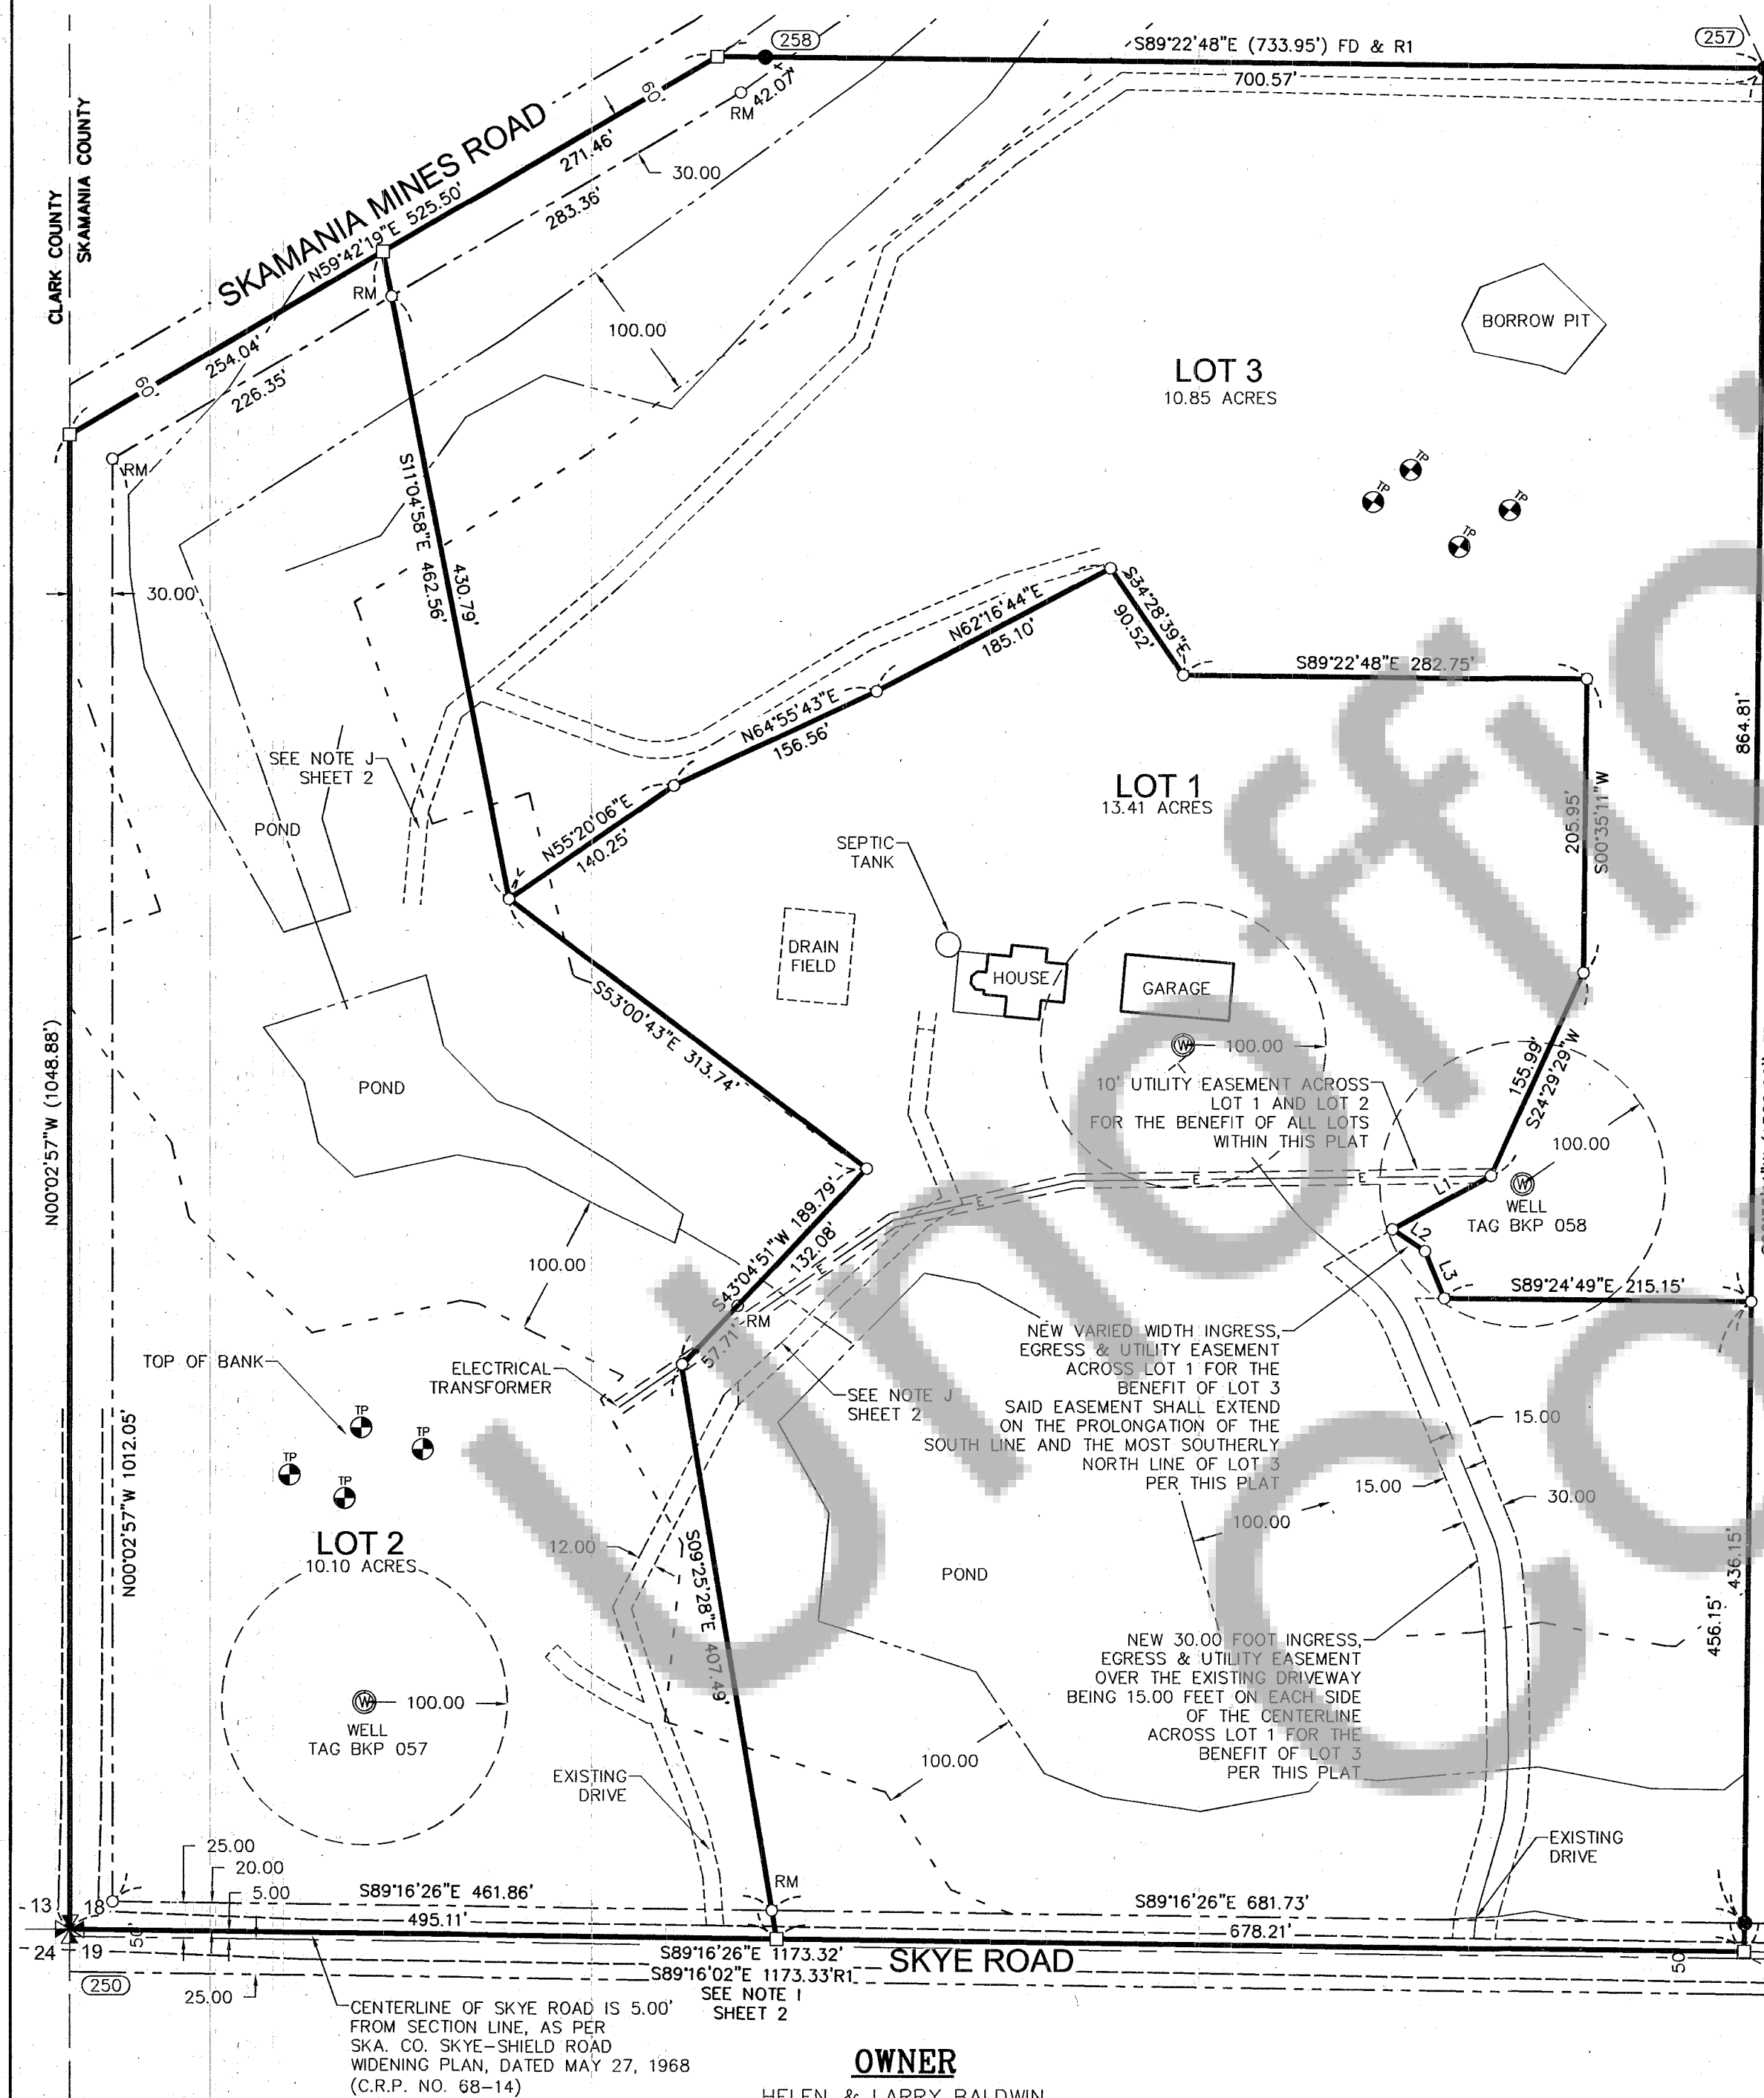 258
257
S89°22'48"E (733.95') FD & R1
700.57'
60'
42.07'
RM
SKAMANIA MINES ROAD
N59°42'19"E 525.50'
271.46'
283.36'
30.00
CLARK COUNTY
SKAMANIA COUNTY
RM
254.04'
60'
226.35'
RM
100.00
BORROW PIT
LOT 3
10.85 ACRES
TP
TP
TP
TP
S11°04'58"E 462.56'
430.79'
30.00
N62°16'44"E
185.10'
S34°28'39"E
90.52'
S89°22'48"E 282.75'
N64°55'43"E
156.56'
864.81'
SEE NOTE J
SHEET 2
POND
N55°20'06"E
140.25'
LOT 1
13.41 ACRES
205.95'
S00°35'11"W
SEPTIC
TANK
DRAIN
FIELD
HOUSE
GARAGE
S53°00'43"E 313.74'
W
100.00
10' UTILITY EASEMENT ACROSS
LOT 1 AND LOT 2
FOR THE BENEFIT OF ALL LOTS
WITHIN THIS PLAT
155.99'
S24°29'29"W
100.00
N00°02'57"W (1048.88')
POND
E
E
E
E
L1
W
WELL
TAG BKP 058
L2
L3
S43°04'51"W 189.79'
132.08'
RM
57.71'
100.00
S89°24'49"E 215.15'
TOP OF BANK
ELECTRICAL
TRANSFORMER
SEE NOTE J
SHEET 2
NEW VARIED WIDTH INGRESS,
EGRESS & UTILITY EASEMENT
ACROSS LOT 1 FOR THE
BENEFIT OF LOT 3
SAID EASEMENT SHALL EXTEND
ON THE PROLONGATION OF THE
SOUTH LINE AND THE MOST SOUTHERLY
NORTH LINE OF LOT 3
PER THIS PLAT
15.00
15.00
30.00
TP
TP
TP
TP
N00°02'57"W 1012.05'
LOT 2
10.10 ACRES
12.00
S09°25'28"E 407.49'
100.00
POND
436.15'
456.15'
W
100.00
WELL
TAG BKP 057
NEW 30.00 FOOT INGRESS,
EGRESS & UTILITY EASEMENT
OVER THE EXISTING DRIVEWAY
BEING 15.00 FEET ON EACH SIDE
OF THE CENTERLINE
ACROSS LOT 1 FOR THE
BENEFIT OF LOT 3
PER THIS PLAT
EXISTING
DRIVE
100.00
EXISTING
DRIVE
25.00
20.00
5.00
RM
13
18
S89°16'26"E 461.86'
S89°16'26"E 681.73'
495.11'
678.21'
24
19
50'
S89°16'26"E 1173.32'
SKYE ROAD
50
250
S89°16'02"E 1173.33'R1
25.00
SEE NOTE I
SHEET 2
CENTERLINE OF SKYE ROAD IS 5.00'
FROM SECTION LINE, AS PER
SKA. CO. SKYE-SHIELD ROAD
WIDENING PLAN, DATED MAY 27, 1968
(C.R.P. NO. 68-14)
OWNER
HELEN & LARRY BALDWIN
Unoffic